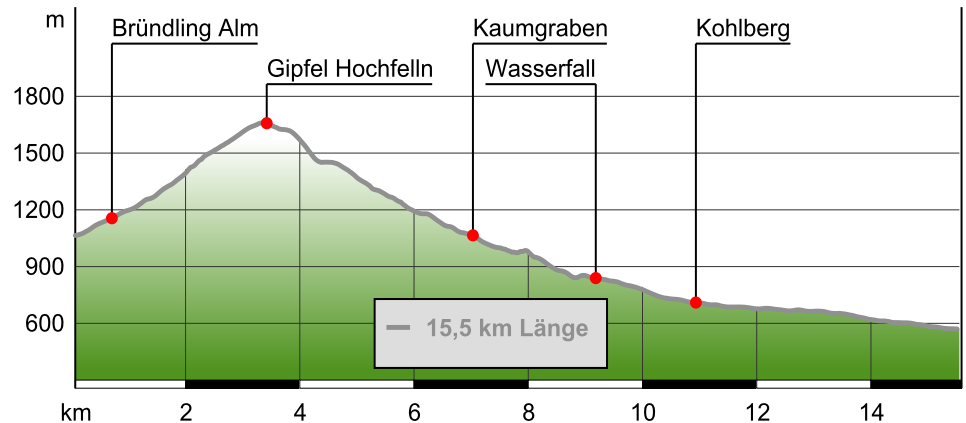 m
Bründling Alm
Kaumgraben
Kohlberg
Gipfel Hochfelln
Wasserfall
1800
1500
1200
900
600
15,5 km Länge
km 2 4 6 8 10 12 14